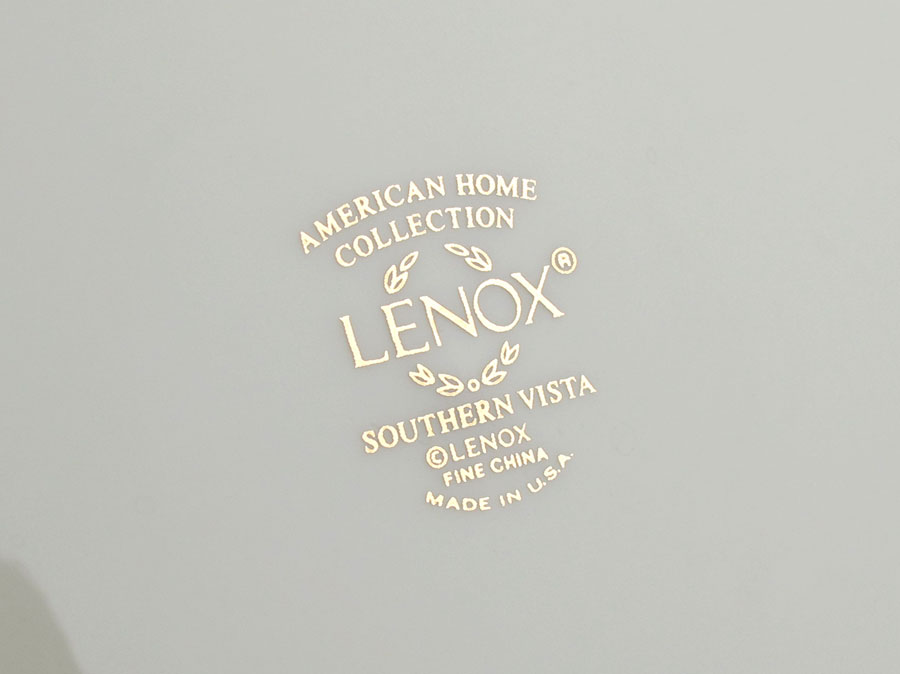 AMERICAN HOME
COLLECTION
LENOX®
SOUTHERN VISTA
©LENOX
FINE CHINA
MADE IN U.S.A.